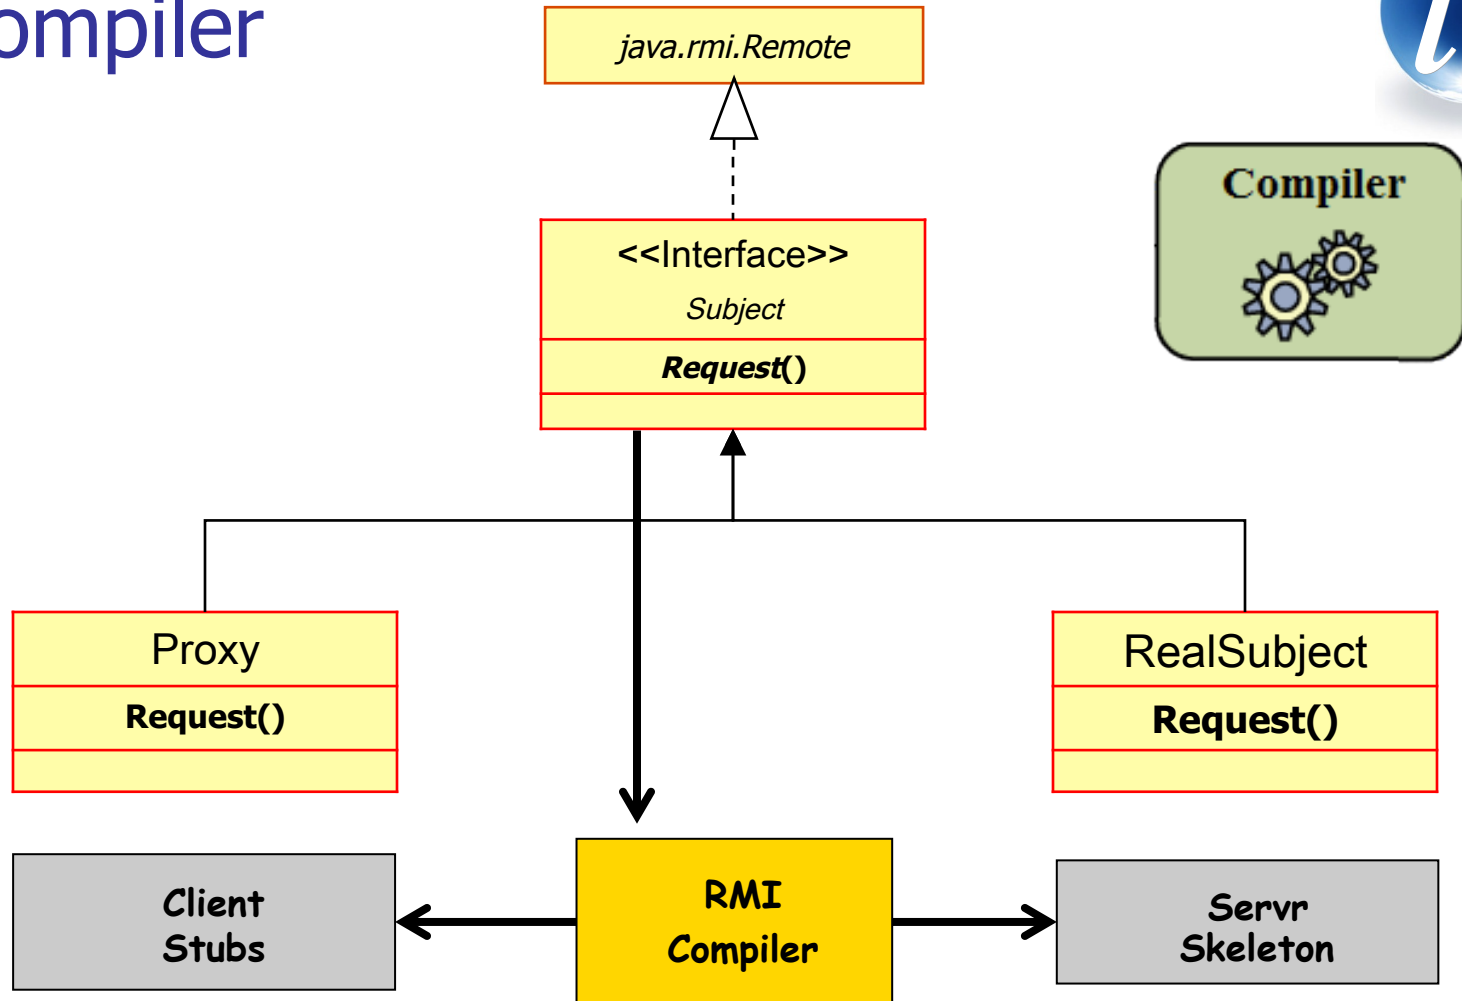 ompiler
java.rmi.Remote
Compiler
<<Interface>>
Subject
Request()
Proxy
Request()
RealSubject
Request()
Client
Stubs
RMI
Compiler
Servr
Skeleton